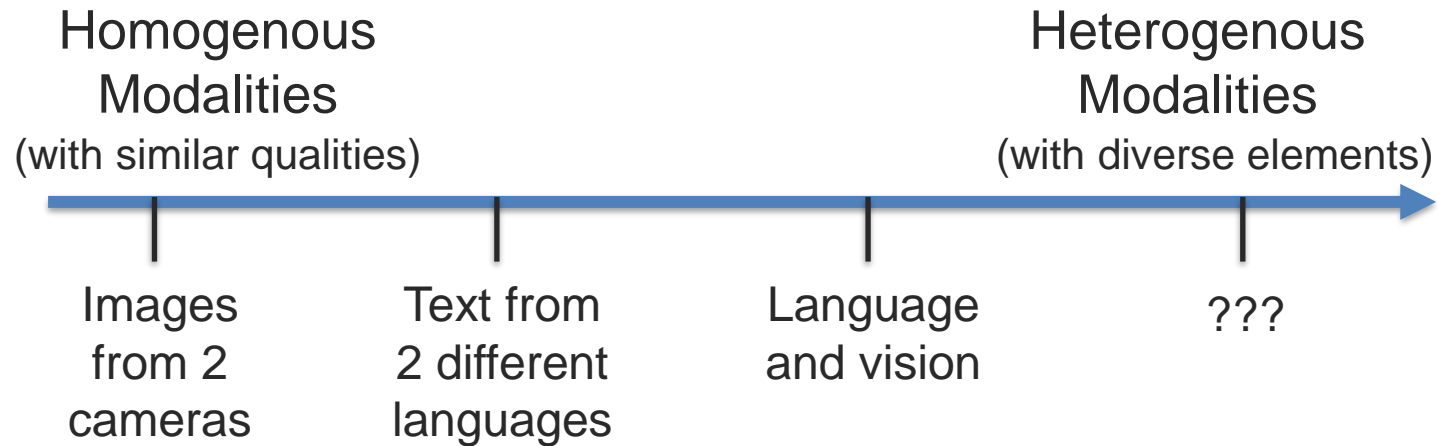 Homogenous
Modalities
(with similar qualities)
Heterogenous
Modalities
(with diverse elements)
Images
from 2
cameras
Text from
2 different
languages
Language
and vision
???